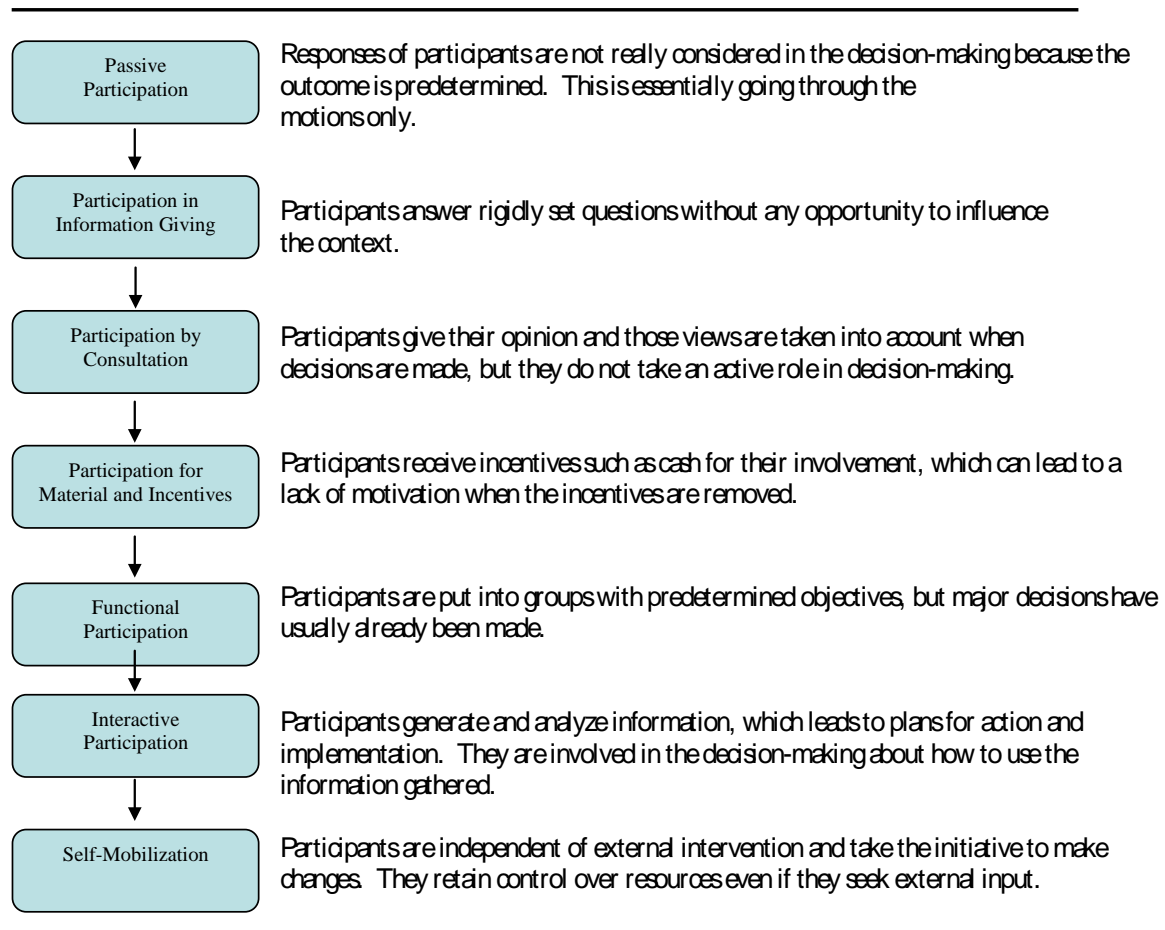 Passive
Participation
Responses of participants are not really considered in the decision-making because the
outcome is predetermined. This is essentially going through the
motions only.
Participation in
Information Giving
Participants answer rigidly set questions without any opportunity to influence
the context.
Participation by
Consultation
Participants give their opinion and those views are taken into account when
decisions are made, but they do not take an active role in decision-making.
Participation for
Material and Incentives
Participants receive incentives such as cash for their involvement, which can lead to a
lack of motivation when the incentives are removed.
Functional
Participation
Participants are put into groups with predetermined objectives, but major decisions have
usually already been made.
Interactive
Participation
Participants generate and analyze information, which leads to plans for action and
implementation. They are involved in the decision-making about how to use the
information gathered.
Self-Mobilization
Participants are independent of external intervention and take the initiative to make
changes. They retain control over resources even if they seek external input.